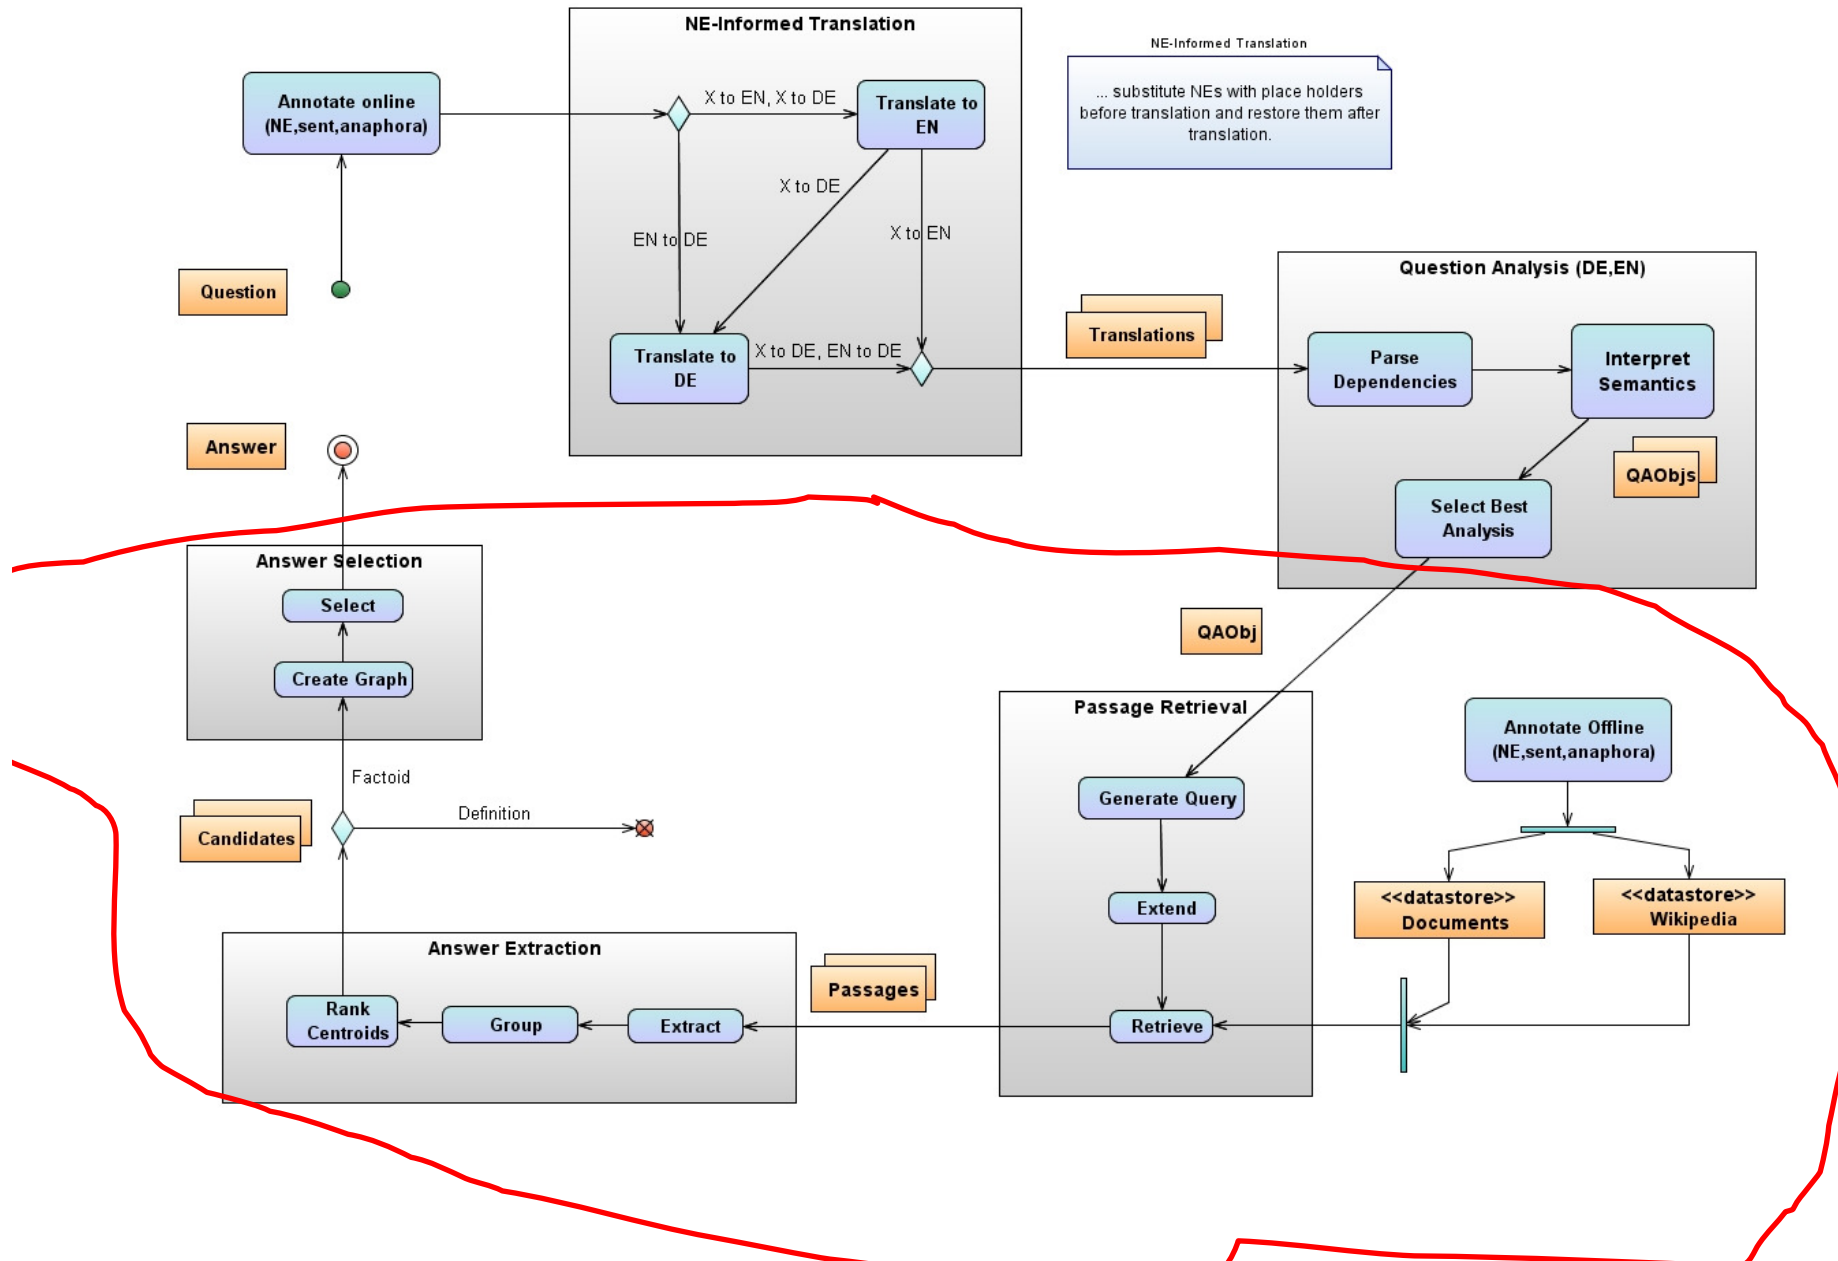 NE-Informed Translation
NE-Informed Translation
... substitute NEs with place holders
before translation and restore them after
translation.
Annotate online
(NE,sent,anaphora)
X to EN, X to DE
Translate to
EN
X to DE
EN to DE
X to EN
Question
Translate to
DE
X to DE, EN to DE
Translations
Question Analysis (DE,EN)
Parse
Dependencies
Interpret
Semantics
QAObjs
Select Best
Analysis
Answer
Answer Selection
Select
Create Graph
QAObj
Passage Retrieval
Generate Query
Extend
Retrieve
Annotate Offline
(NE,sent,anaphora)
<<datastore>>
Documents
<<datastore>>
Wikipedia
Factoid
Definition
Candidates
Answer Extraction
Rank
Centroids
Group
Extract
Passages